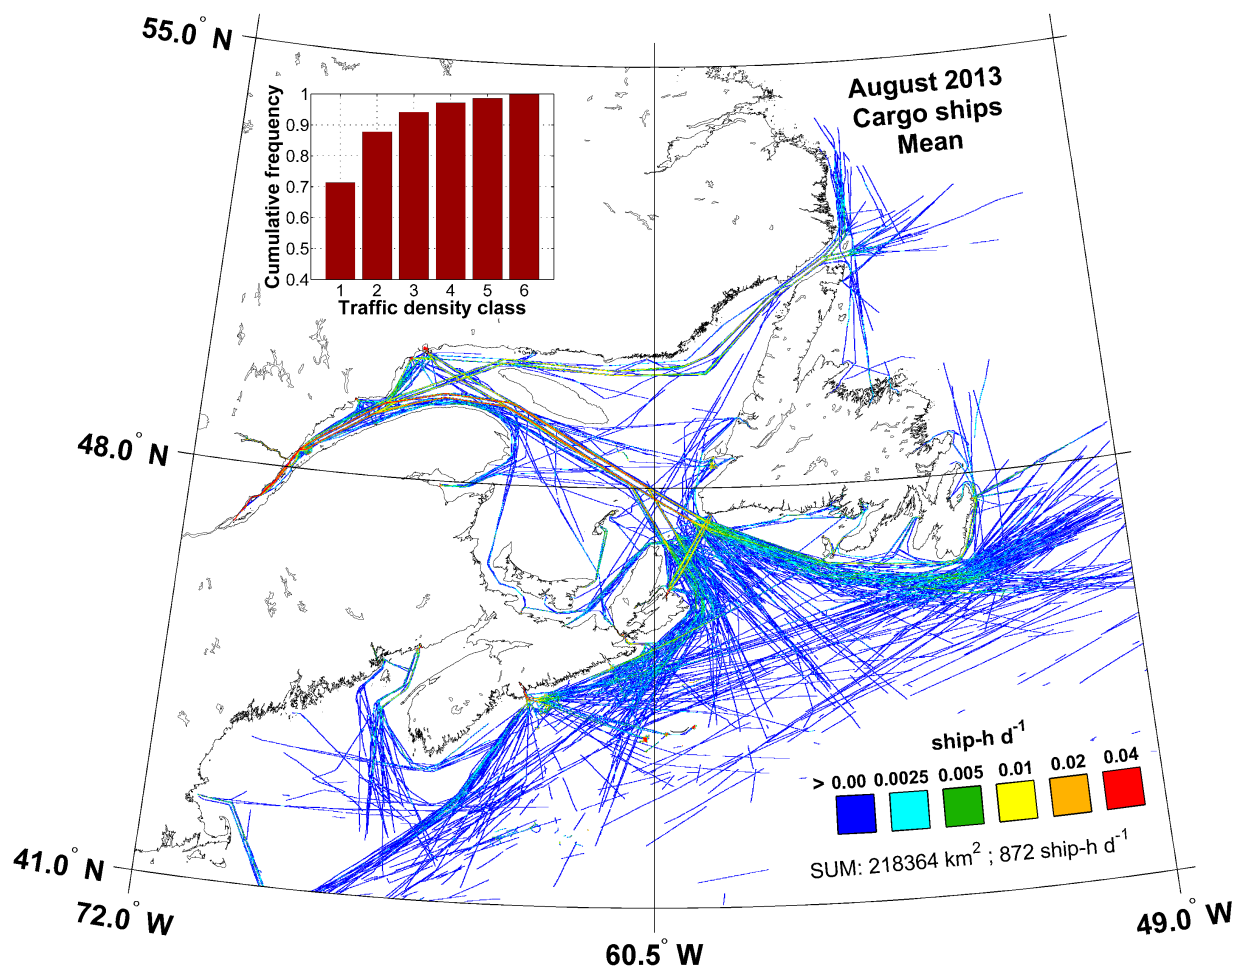 55.0° N
August 2013
Cargo ships
Mean
Cumulative frequency
1
0.9
0.8
0.7
0.6
0.5
0.4
1 2 3 4 5 6
Traffic density class
48.0° N
ship-h d⁻¹
> 0.00 0.0025 0.005 0.01 0.02 0.04
SUM: 218364 km² ; 872 ship-h d⁻¹
41.0° N
72.0° W
60.5° W
49.0° W